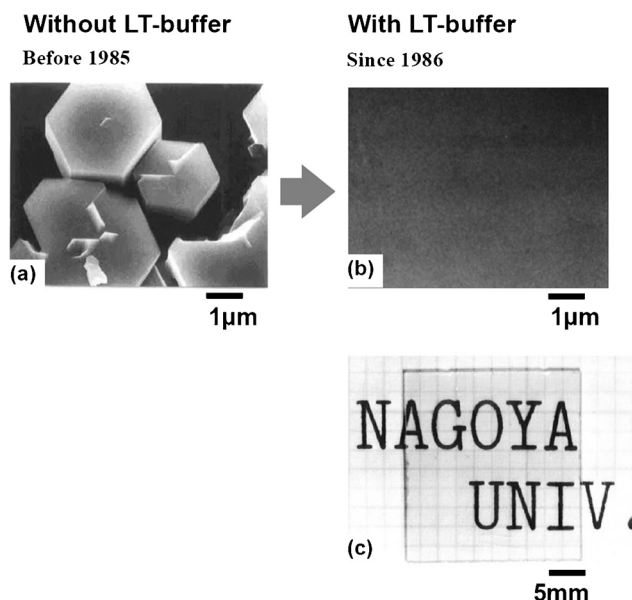 Without LT-buffer
Before 1985
With LT-buffer
Since 1986
(a)
1μm
(b)
1μm
NAGOYA
UNIV.
(c)
5mm